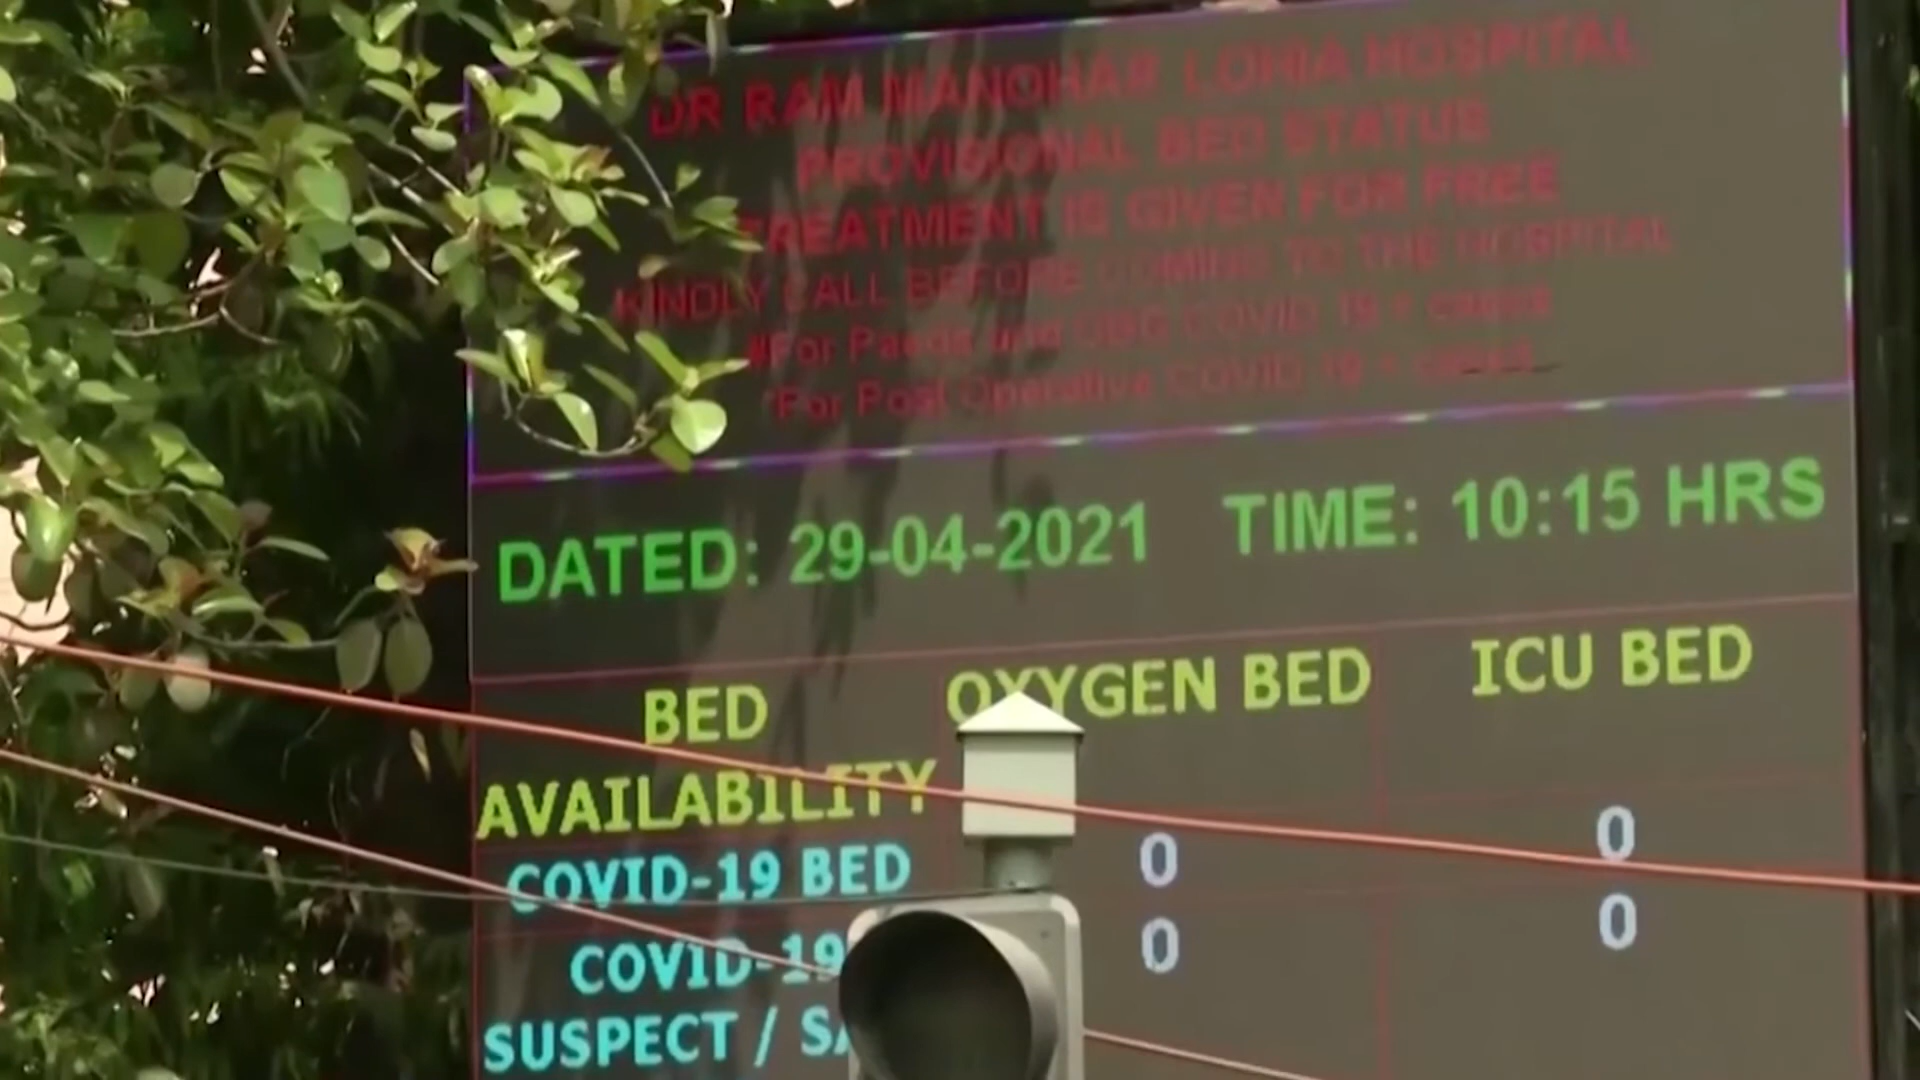 DR RAM MANOHAR LOHIA HOSPITAL
PROVISIONAL BED STATUS
TREATMENT IS GIVEN FOR FREE
KINDLY CALL BEFORE COMING TO THE HOSPITAL
#For Paeds and OBG COVID 19 + cases
*For Post Operative COVID 19 + cases
DATED: 29-04-2021 TIME: 10:15 HRS
BED AVAILABILITY OXYGEN BED ICU BED
COVID-19 BED 0 0
COVID-19 0 0
SUSPECT /